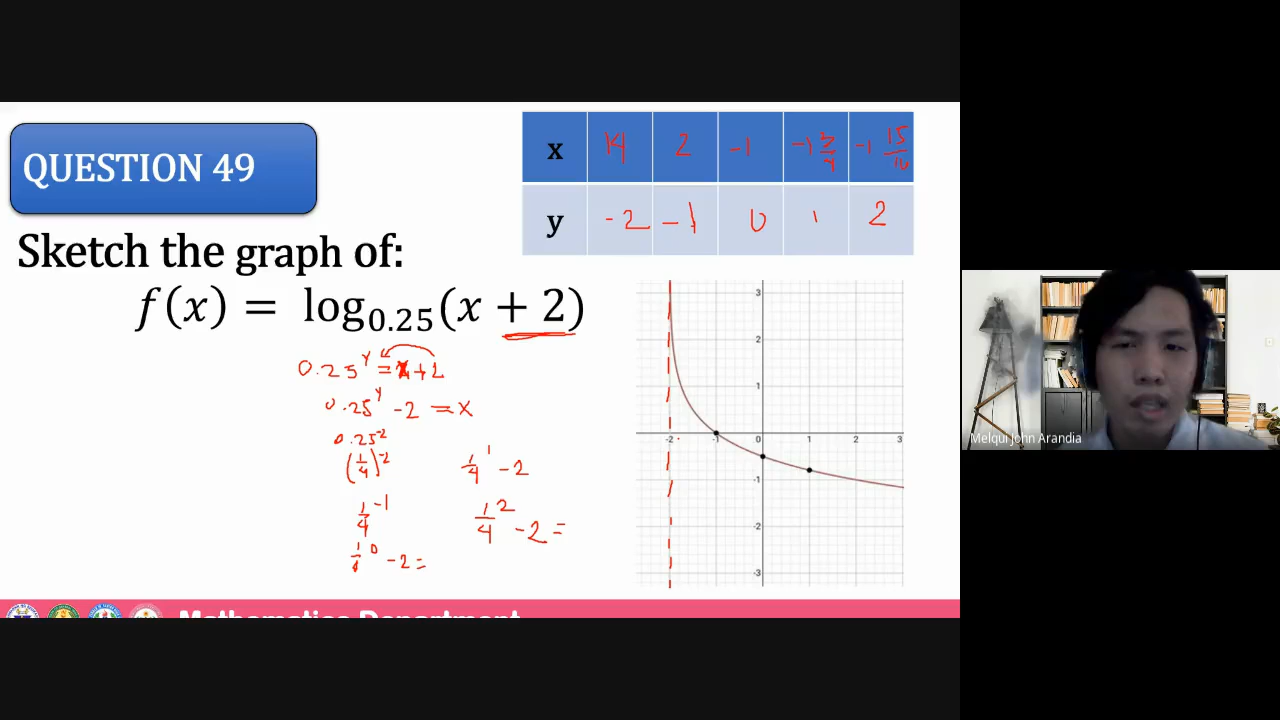 QUESTION 49
x 14 2 -1 -1 3/4 -1 15/16
y -2 -1 0 1 2
Sketch the graph of:
f(x) = log₀.₂₅(x + 2)
0.25^y = x+2
0.25^y -2 = x
0.25^-2
(1/4)^-2
1/4^1 -2
1/4^-1
1/4^2 -2 =
1/4^0 -2 =
3
2
1
-2 -1 0 1 2 3
-1
-2
-3
Mathematics Department
Melqui John Arandia